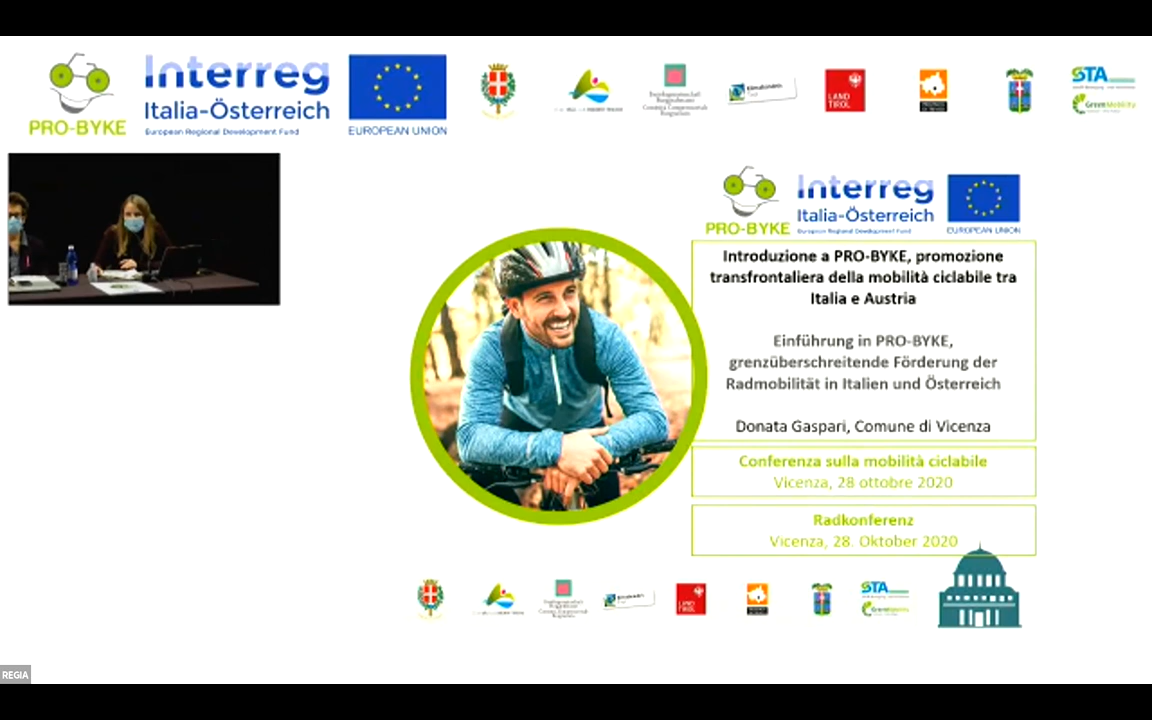 PRO-BYKE
Interreg
Italia-Österreich
European Regional Development Fund
EUROPEAN UNION
LAND
TIROL
STA
GreenMobility
PRO-BYKE
Interreg
Italia-Österreich
European Regional Development Fund
EUROPEAN UNION
Introduzione a PRO-BYKE, promozione
transfrontaliera della mobilità ciclabile tra
Italia e Austria
Einführung in PRO-BYKE,
grenzüberschreitende Förderung der
Radmobilität in Italien und Österreich
Donata Gaspari, Comune di Vicenza
Conferenza sulla mobilità ciclabile
Vicenza, 28 ottobre 2020
Radkonferenz
Vicenza, 28. Oktober 2020
LAND
TIROL
STA
GreenMobility
REGIA